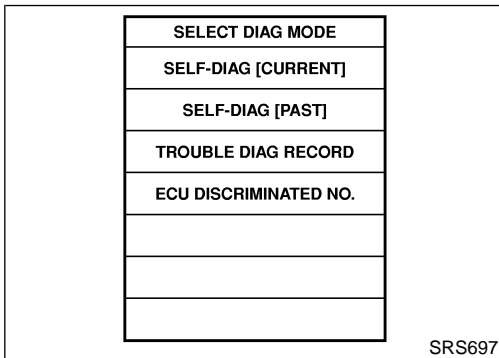 SELECT DIAG MODE
SELF-DIAG [CURRENT]
SELF-DIAG [PAST]
TROUBLE DIAG RECORD
ECU DISCRIMINATED NO.
SRS697